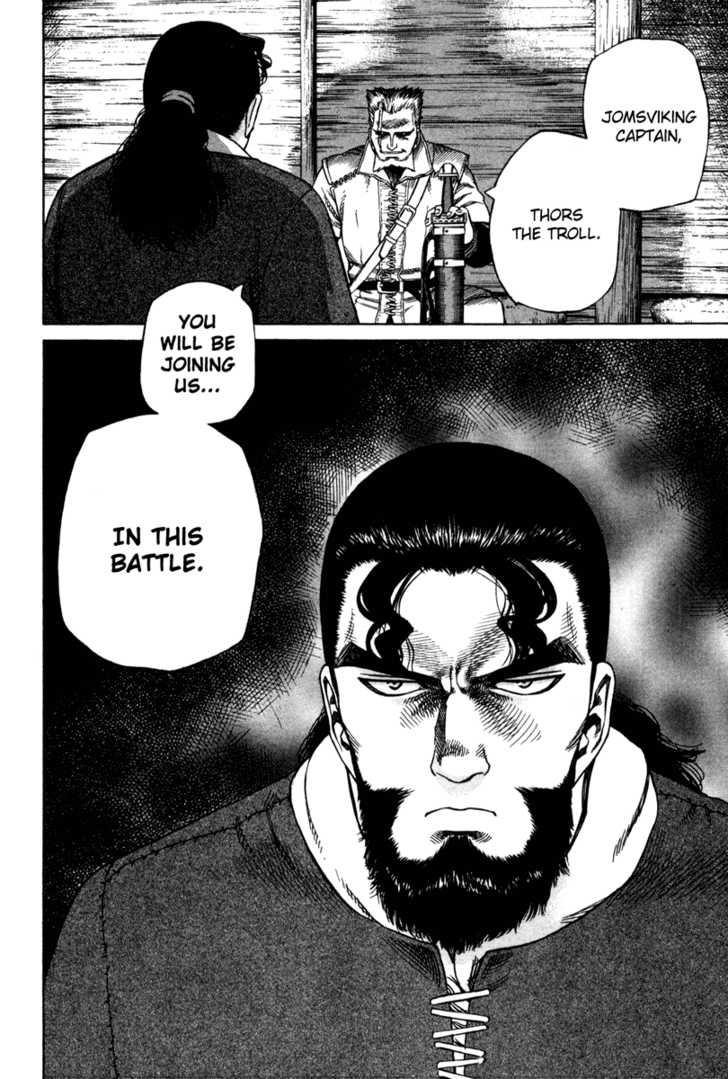 JOMSVIKING
CAPTAIN,
THORS
THE TROLL.
YOU
WILL BE
JOINING
US...
IN THIS
BATTLE.